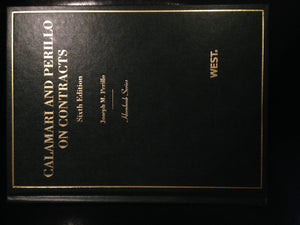 CALAMARI AND PERILLO
ON CONTRACTS
Sixth Edition
Joseph M. Perillo
Hornbook Series
WEST.